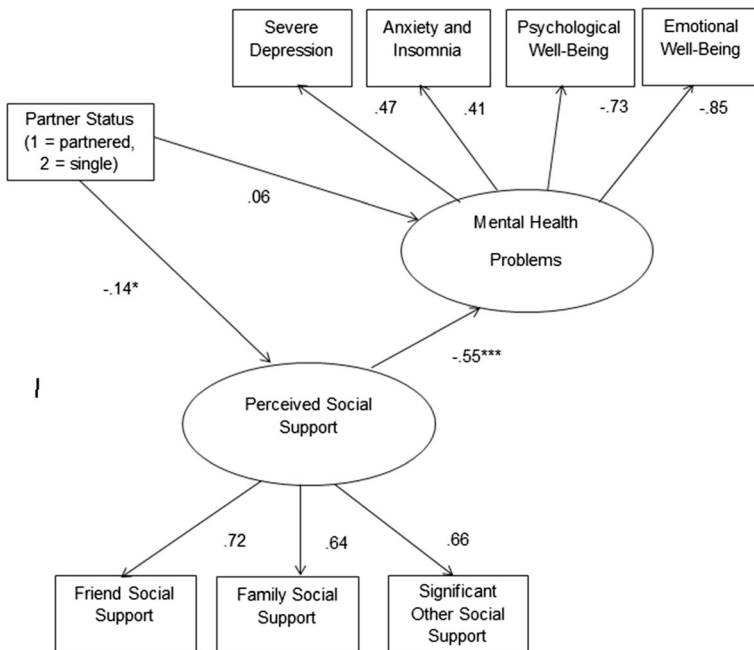 Severe
Depression
Anxiety and
Insomnia
Psychological
Well-Being
Emotional
Well-Being
.47
.41
-.73
-.85
Partner Status
(1 = partnered,
2 = single)
.06
Mental Health
Problems
-.14*
-.55***
Perceived Social
Support
.72
.64
.66
Friend Social
Support
Family Social
Support
Significant
Other Social
Support